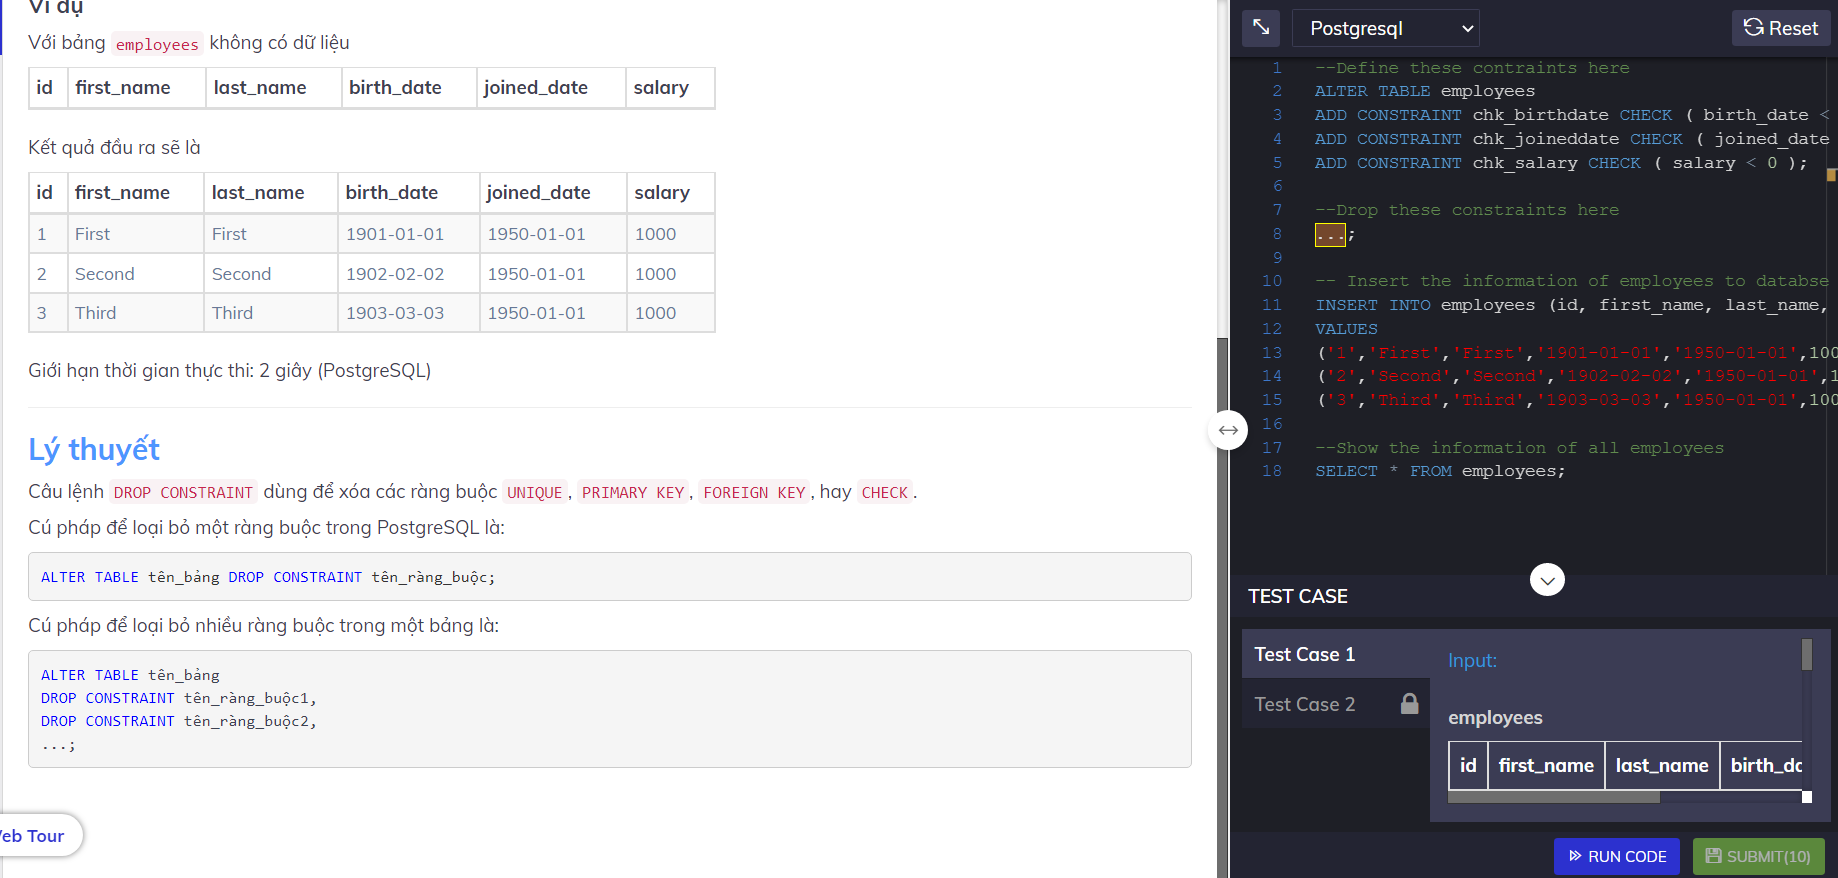 Ví dụ
Với bảng employees không có dữ liệu
id first_name last_name birth_date joined_date salary
Kết quả đầu ra sẽ là
id first_name last_name birth_date joined_date salary
1 First First 1901-01-01 1950-01-01 1000
2 Second Second 1902-02-02 1950-01-01 1000
3 Third Third 1903-03-03 1950-01-01 1000
Giới hạn thời gian thực thi: 2 giây (PostgreSQL)
Lý thuyết
Câu lệnh DROP CONSTRAINT dùng để xóa các ràng buộc UNIQUE, PRIMARY KEY, FOREIGN KEY, hay CHECK.
Cú pháp để loại bỏ một ràng buộc trong PostgreSQL là:
ALTER TABLE tên_bảng DROP CONSTRAINT tên_ràng_buộc;
Cú pháp để loại bỏ nhiều ràng buộc trong một bảng là:
ALTER TABLE tên_bảng
DROP CONSTRAINT tên_ràng_buộc1,
DROP CONSTRAINT tên_ràng_buộc2,
...;
eb Tour
Postgresql
Reset
1 --Define these contraints here
2 ALTER TABLE employees
3 ADD CONSTRAINT chk_birthdate CHECK ( birth_date <
4 ADD CONSTRAINT chk_joineddate CHECK ( joined_date
5 ADD CONSTRAINT chk_salary CHECK ( salary < 0 );
6
7 --Drop these constraints here
8 ...;
9
10 -- Insert the information of employees to databse
11 INSERT INTO employees (id, first_name, last_name,
12 VALUES
13 ('1','First','First','1901-01-01','1950-01-01',100
14 ('2','Second','Second','1902-02-02','1950-01-01',1
15 ('3','Third','Third','1903-03-03','1950-01-01',100
16
17 --Show the information of all employees
18 SELECT * FROM employees;
TEST CASE
Test Case 1
Test Case 2
Input:
employees
id first_name last_name birth_da
RUN CODE
SUBMIT(10)